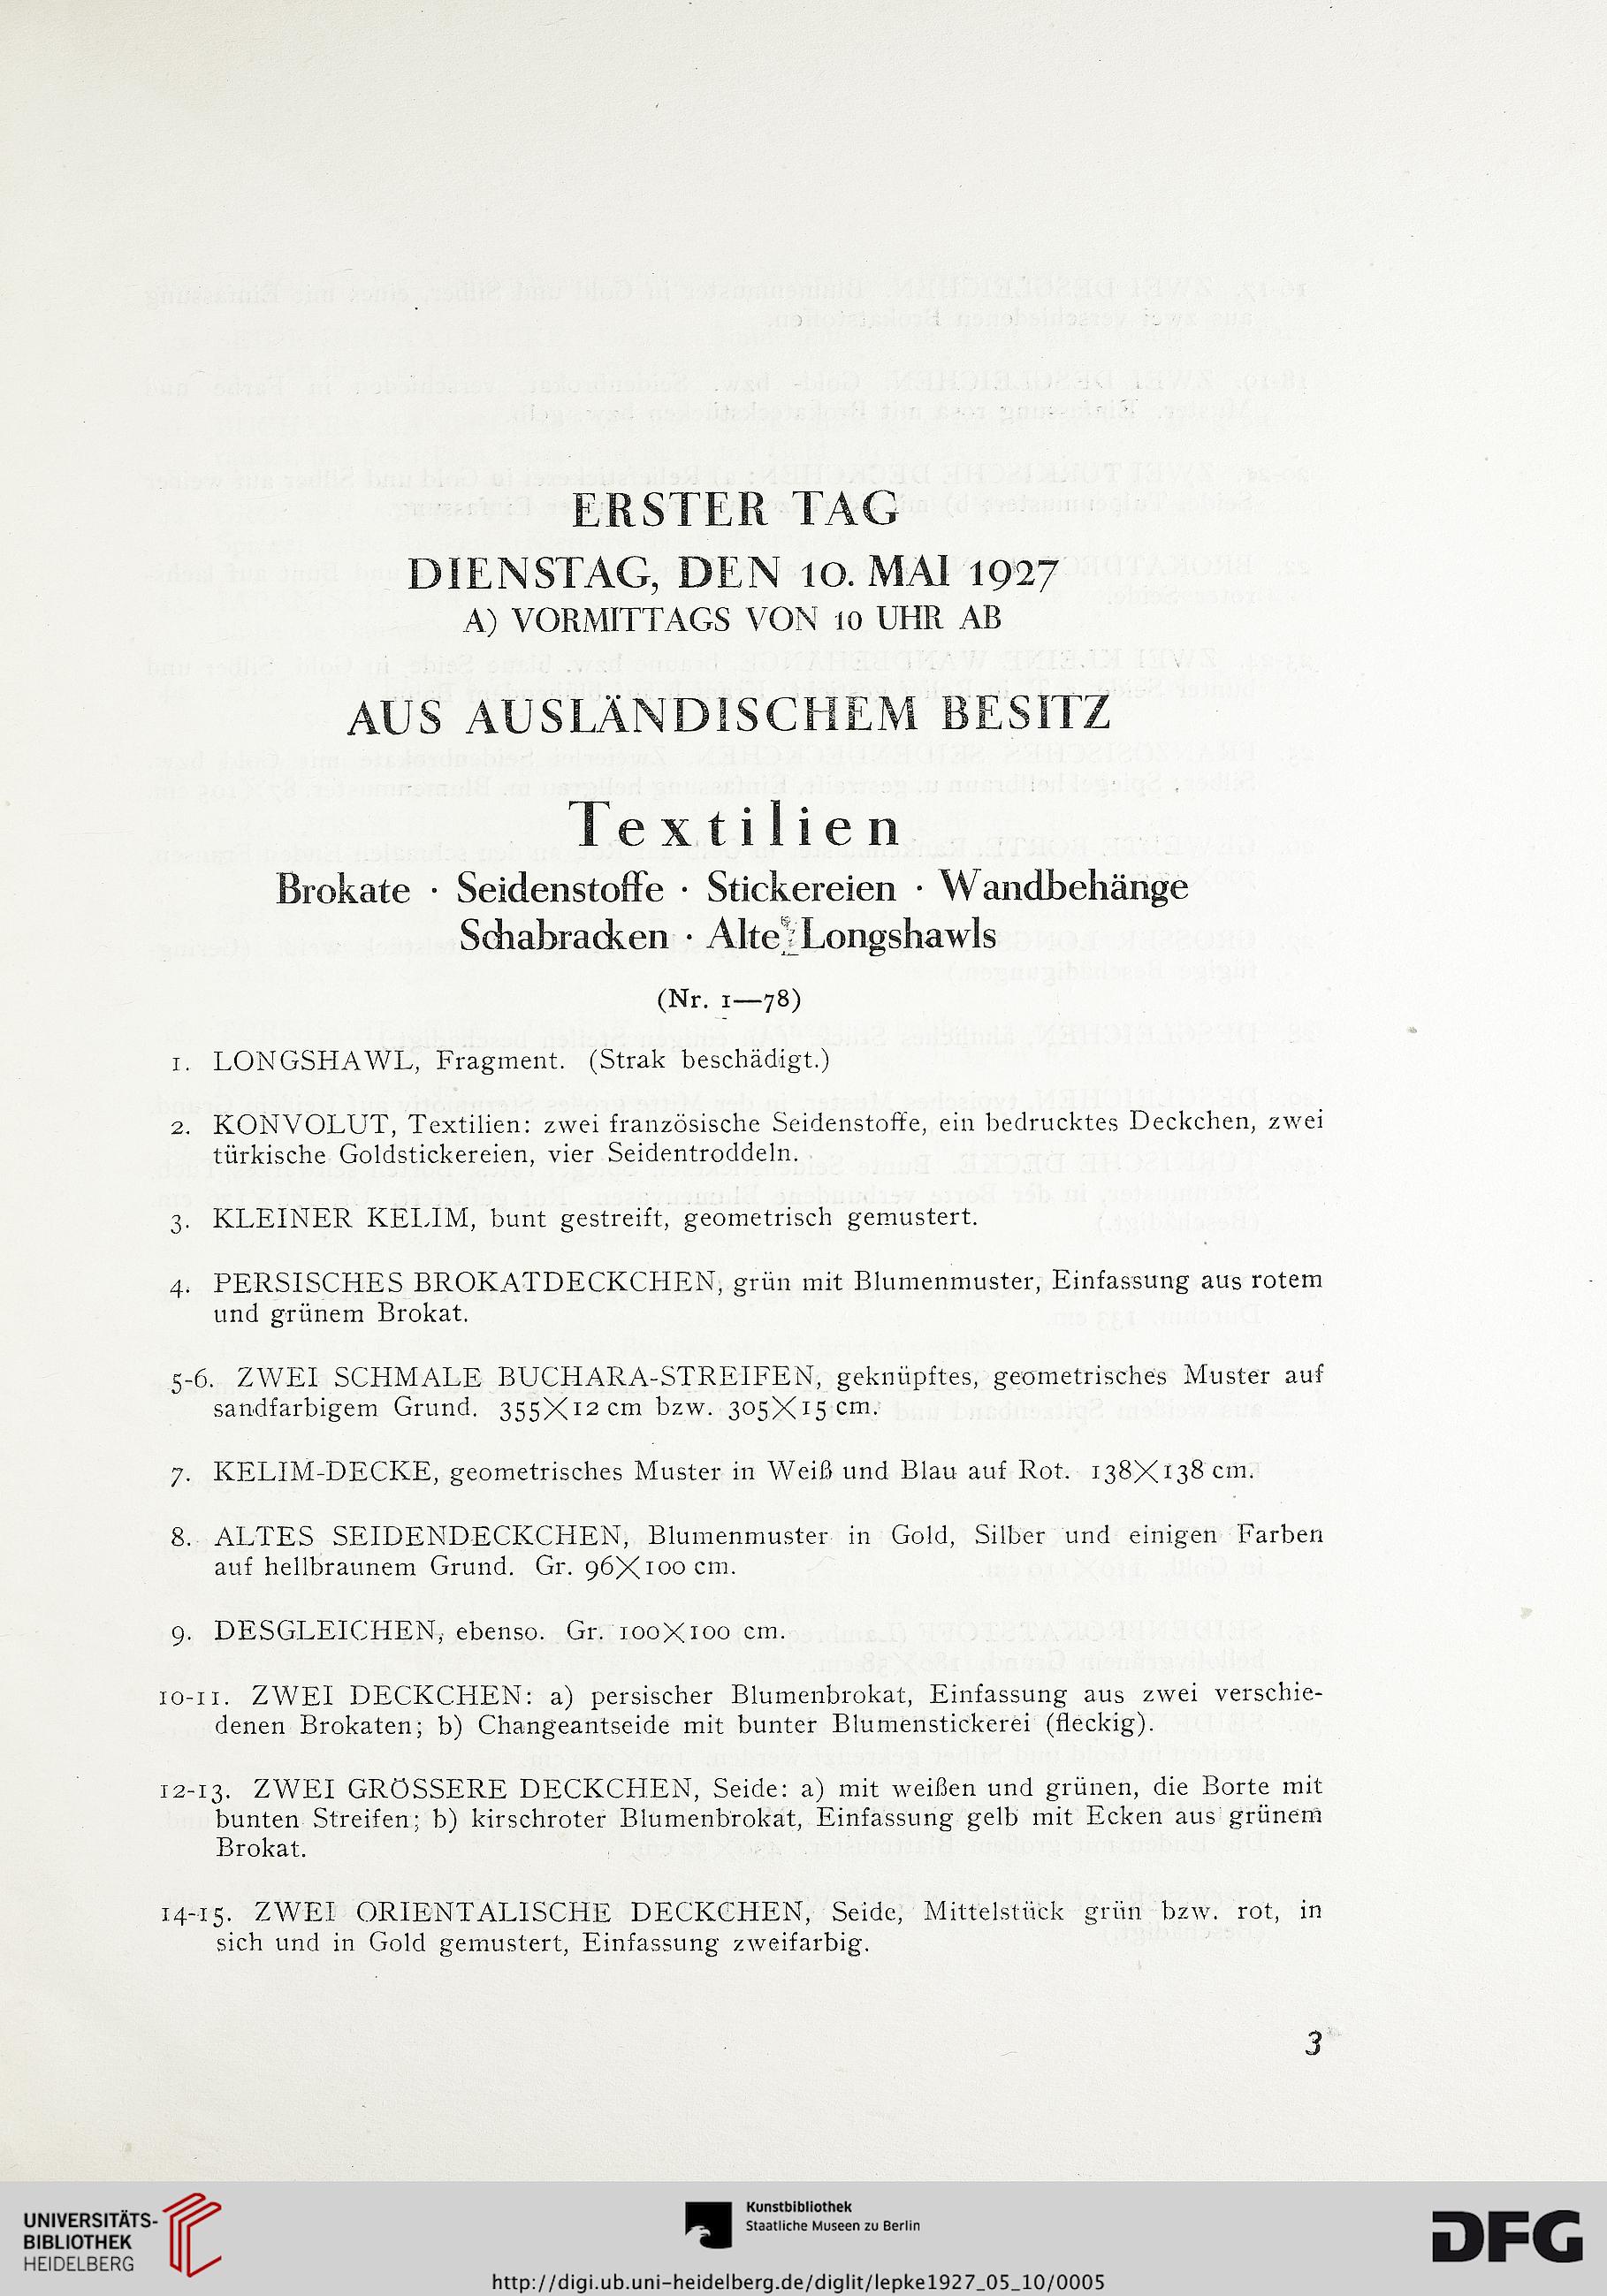 ERSTER TAG
DIENSTAG, DEN 10. MAI 1927
A) VORMITTAGS VON 10 UHR AB
AUS AUSLÄNDISCHEM BESITZ
Textilien
Brokate · Seidenstoffe · Stickereien · Wandbehänge
Schabracken · Alte Longshawls
(Nr. 1—78)
1. LONGSHAWL, Fragment. (Strak beschädigt.)
2. KONVOLUT, Textilien: zwei französische Seidenstoffe, ein bedrucktes Deckchen, zwei
türkische Goldstickereien, vier Seidentroddeln.
3. KLEINER KELIM, bunt gestreift, geometrisch gemustert.
4. PERSISCHES BROKATDECKCHEN, grün mit Blumenmuster, Einfassung aus rotem
und grünem Brokat.
5-6. ZWEI SCHMALE BUCHARA-STREIFEN, geknüpftes, geometrisches Muster auf
sandfarbigem Grund. 355×12 cm bzw. 305×15 cm.
7. KELIM-DECKE, geometrisches Muster in Weiß und Blau auf Rot. 138×138 cm.
8. ALTES SEIDENDECKCHEN, Blumenmuster in Gold, Silber und einigen Farben
auf hellbraunem Grund. Gr. 96×100 cm.
9. DESGLEICHEN, ebenso. Gr. 100×100 cm.
10-11. ZWEI DECKCHEN: a) persischer Blumenbrokat, Einfassung aus zwei verschie-
denen Brokaten; b) Changeantseide mit bunter Blumenstickerei (fleckig).
12-13. ZWEI GRÖSSERE DECKCHEN, Seide: a) mit weißen und grünen, die Borte mit
bunten Streifen; b) kirschroter Blumenbrokat, Einfassung gelb mit Ecken aus grünem
Brokat.
14-15. ZWEI ORIENTALISCHE DECKCHEN, Seide, Mittelstück grün bzw. rot, in
sich und in Gold gemustert, Einfassung zweifarbig.
3
UNIVERSITÄTS-
BIBLIOTHEK
HEIDELBERG
Kunstbibliothek
Staatliche Museen zu Berlin
DFG
http://digi.ub.uni-heidelberg.de/diglit/lepke1927_05_10/0005